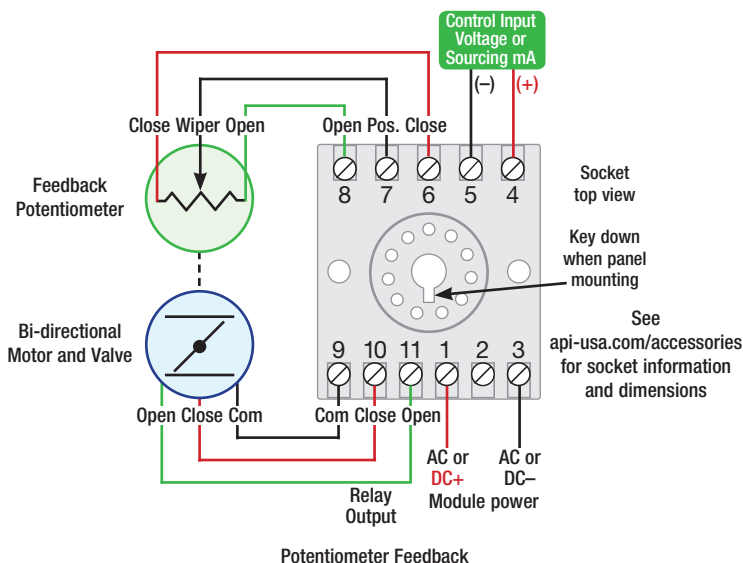 Control Input
Voltage or
Sourcing mA
(–) (+)
Close Wiper Open
Open Pos. Close
Feedback
Potentiometer
8 7 6 5 4
Socket
top view
Key down
when panel
mounting
Bi-directional
Motor and Valve
See
api-usa.com/accessories
for socket information
and dimensions
9 10 11 1 2 3
Open Close Com
Com Close Open
Relay
Output
AC or
DC+
AC or
DC–
Module power
Potentiometer Feedback